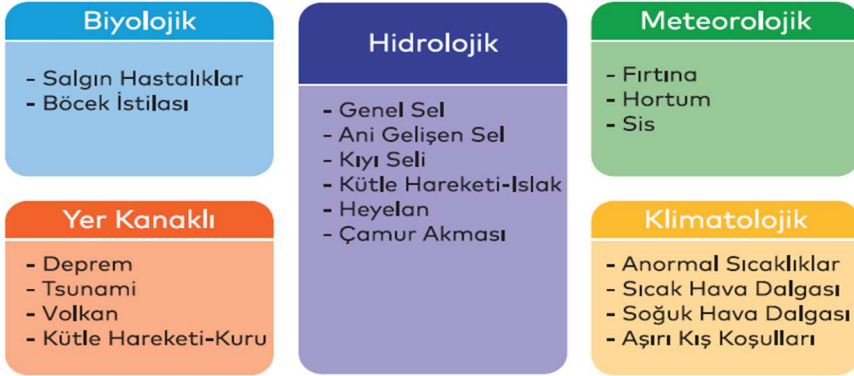 Biyolojik
- Salgın Hastalıklar
- Böcek İstilası
Hidrolojik
- Genel Sel
- Ani Gelişen Sel
- Kıyı Seli
- Kütle Hareketi-Islak
- Heyelan
- Çamur Akması
Meteorolojik
- Fırtına
- Hortum
- Sis
Yer Kanaklı
- Deprem
- Tsunami
- Volkan
- Kütle Hareketi-Kuru
Klimatolojik
- Anormal Sıcaklıklar
- Sıcak Hava Dalgası
- Soğuk Hava Dalgası
- Aşırı Kış Koşulları